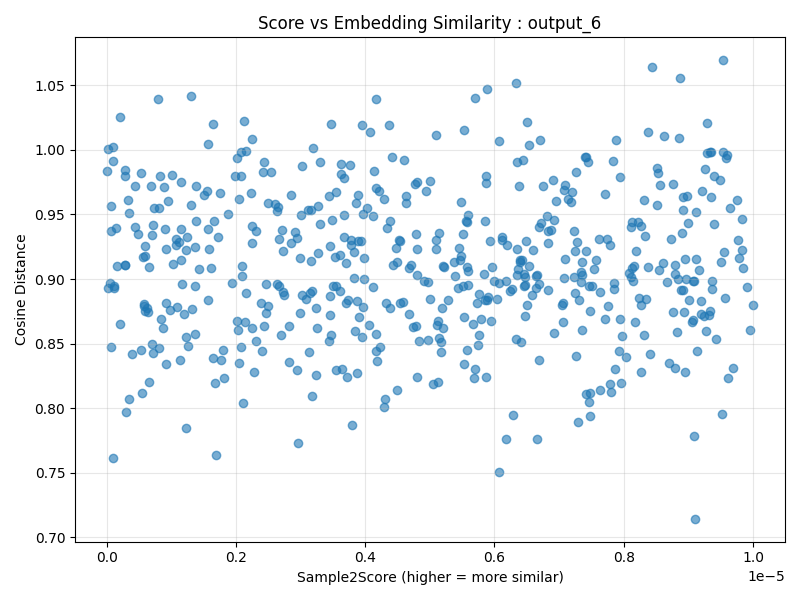 Score vs Embedding Similarity : output_6
Cosine Distance
1.05
1.00
0.95
0.90
0.85
0.80
0.75
0.70
0.0 0.2 0.4 0.6 0.8 1.0
1e−5
Sample2Score (higher = more similar)